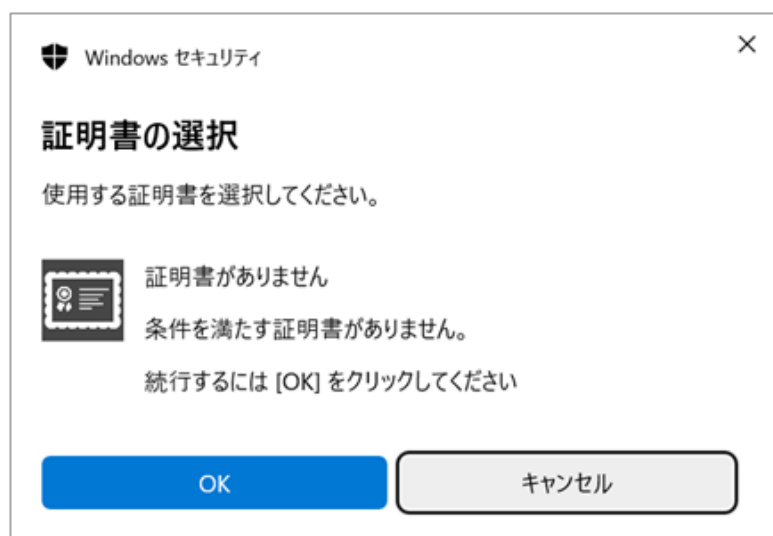 Windows セキュリティ
証明書の選択
使用する証明書を選択してください。
証明書がありません
条件を満たす証明書がありません。
続行するには [OK] をクリックしてください
OK
キャンセル